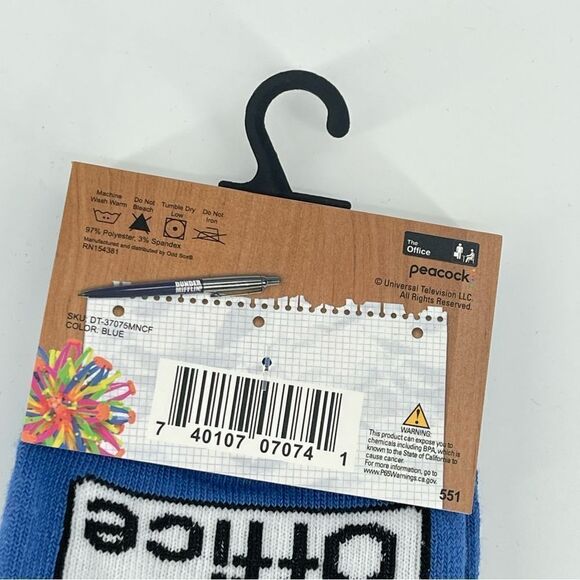 Machine Wash Warm
Do Not Bleach
Tumble Dry Low
Do Not Iron
97% Polyester, 3% Spandex
Manufactured and distributed by Odd Sox®
RN154381
The Office
peacock
© Universal Television LLC.
All Rights Reserved.
DUNDER MIFFLIN
SKU: DT-37075MNCF
COLOR: BLUE
7 40107 07074 1
WARNING:
This product can expose you to
chemicals including BPA, which is
known to the State of California to
cause cancer.
For more information, go to
www.P65Warnings.ca.gov.
551
Office